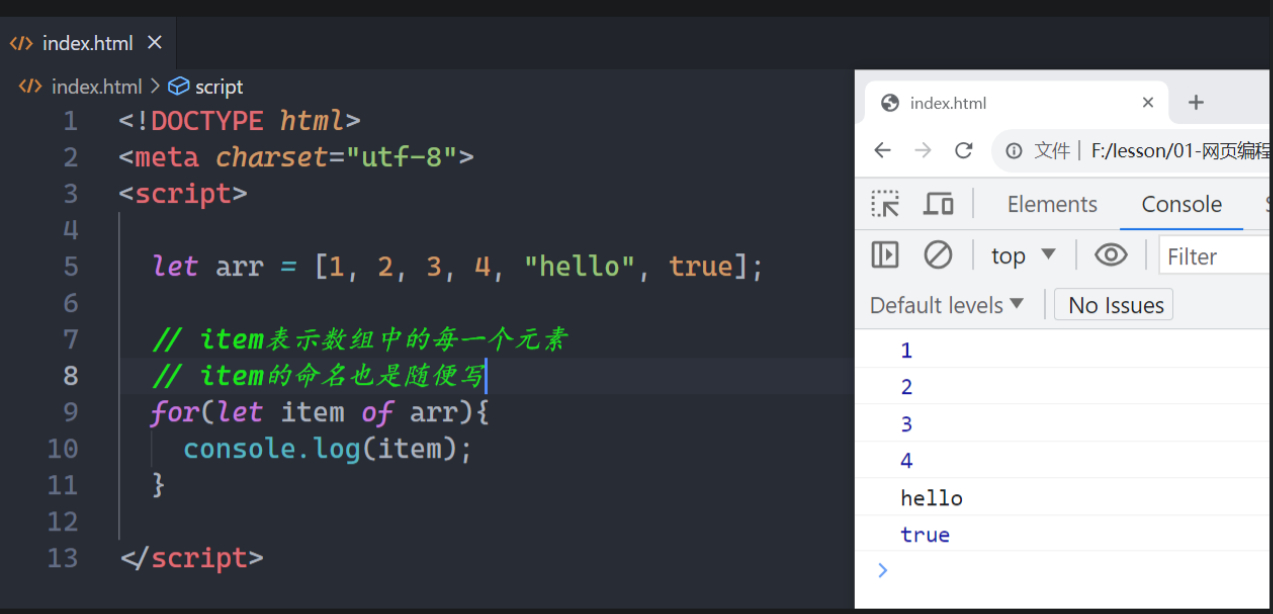 index.html
index.html > script
1 <!DOCTYPE html>
2 <meta charset="utf-8">
3 <script>
4
5 let arr = [1, 2, 3, 4, "hello", true];
6
7 // item表示数组中的每一个元素
8 // item的命名也是随便写
9 for(let item of arr){
10 console.log(item);
11 }
12
13 </script>
index.html
文件 | F:/lesson/01-网页编程
Elements Console
top Filter
Default levels No Issues
1
2
3
4
hello
true
>